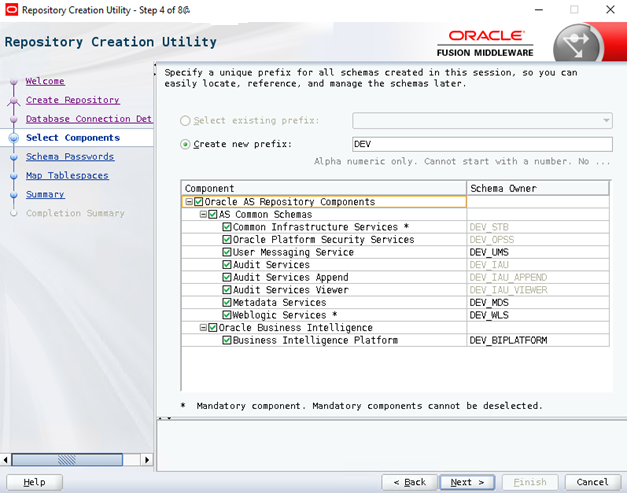 Repository Creation Utility - Step 4 of 8
Repository Creation Utility
ORACLE
FUSION MIDDLEWARE
Welcome
Create Repository
Database Connection Det
Select Components
Schema Passwords
Map Tablespaces
Summary
Completion Summary
Specify a unique prefix for all schemas created in this session, so you can
easily locate, reference, and manage the schemas later.
Select existing prefix:
Create new prefix: DEV
Alpha numeric only. Cannot start with a number. No ...
Component Schema Owner
Oracle AS Repository Components
AS Common Schemas
Common Infrastructure Services * DEV_STB
Oracle Platform Security Services DEV_OPSS
User Messaging Service DEV_UMS
Audit Services DEV_IAU
Audit Services Append DEV_IAU_APPEND
Audit Services Viewer DEV_IAU_VIEWER
Metadata Services DEV_MDS
Weblogic Services * DEV_WLS
Oracle Business Intelligence
Business Intelligence Platform DEV_BIPLATFORM
* Mandatory component. Mandatory components cannot be deselected.
Help < Back Next > Finish Cancel